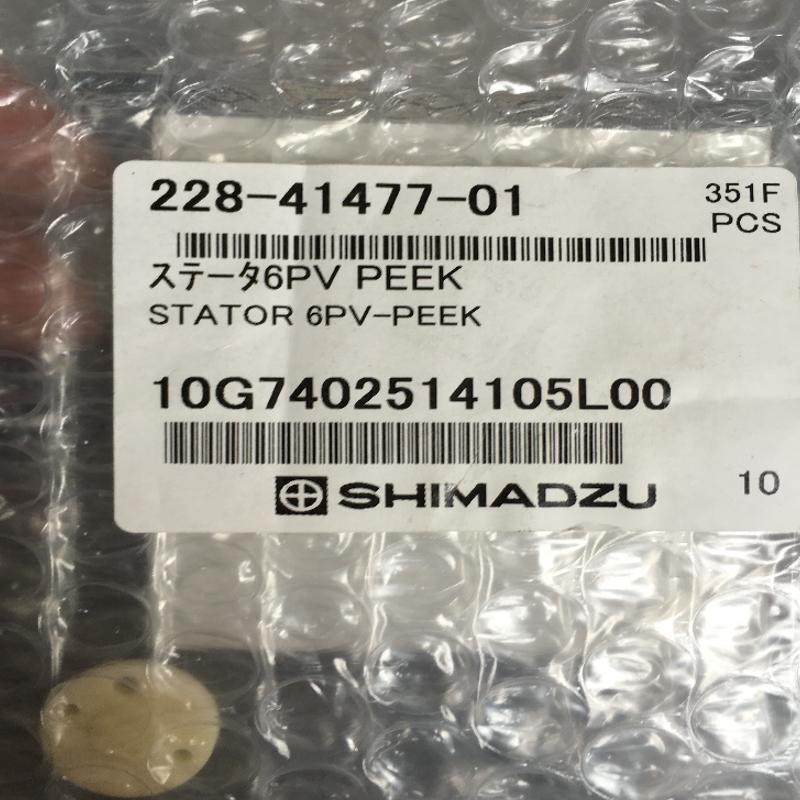 228-41477-01
351F
PCS
ステータ6PV PEEK
STATOR 6PV-PEEK
10G7402514105L00
SHIMADZU
10